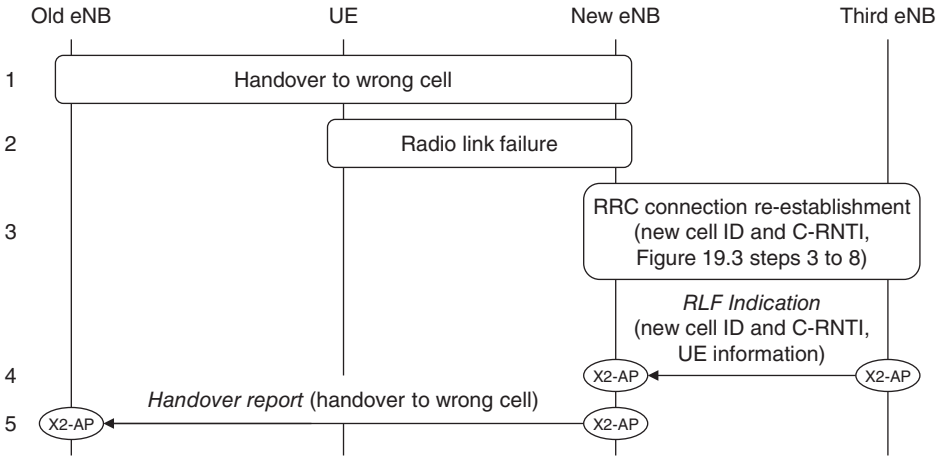 Old eNB
UE
New eNB
Third eNB
1
Handover to wrong cell
2
Radio link failure
3
RRC connection re-establishment
(new cell ID and C-RNTI,
Figure 19.3 steps 3 to 8)
RLF Indication
(new cell ID and C-RNTI,
UE information)
4
X2-AP
X2-AP
Handover report (handover to wrong cell)
5
X2-AP
X2-AP